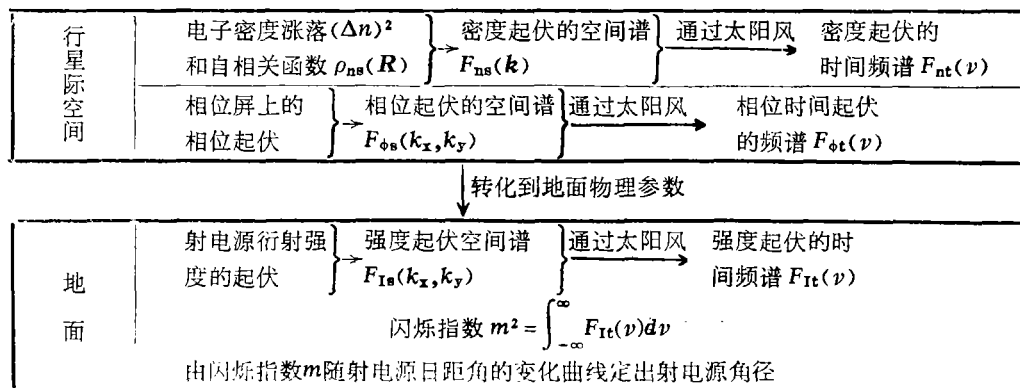 行星际空间
电子密度涨落(Δn)² 密度起伏的空间谱 通过太阳风 密度起伏的
和自相关函数 ρns(R) → Fns(k) 时间频谱 Fnt(ν)
相位屏上的 → 相位起伏的空间谱 通过太阳风 相位时间起伏
相位起伏 Fϕs(kx,ky) 的频谱 Fϕt(ν)
转化到地面物理参数
地面
射电源衍射强 → 强度起伏空间谱 通过太阳风 强度起伏的时
度的起伏 FIs(kx,ky) 间频谱 FIt(ν)
闪烁指数 m² = ∫_{-∞}^{∞} FIt(ν)dν
由闪烁指数m随射电源日距角的变化曲线定出射电源角径